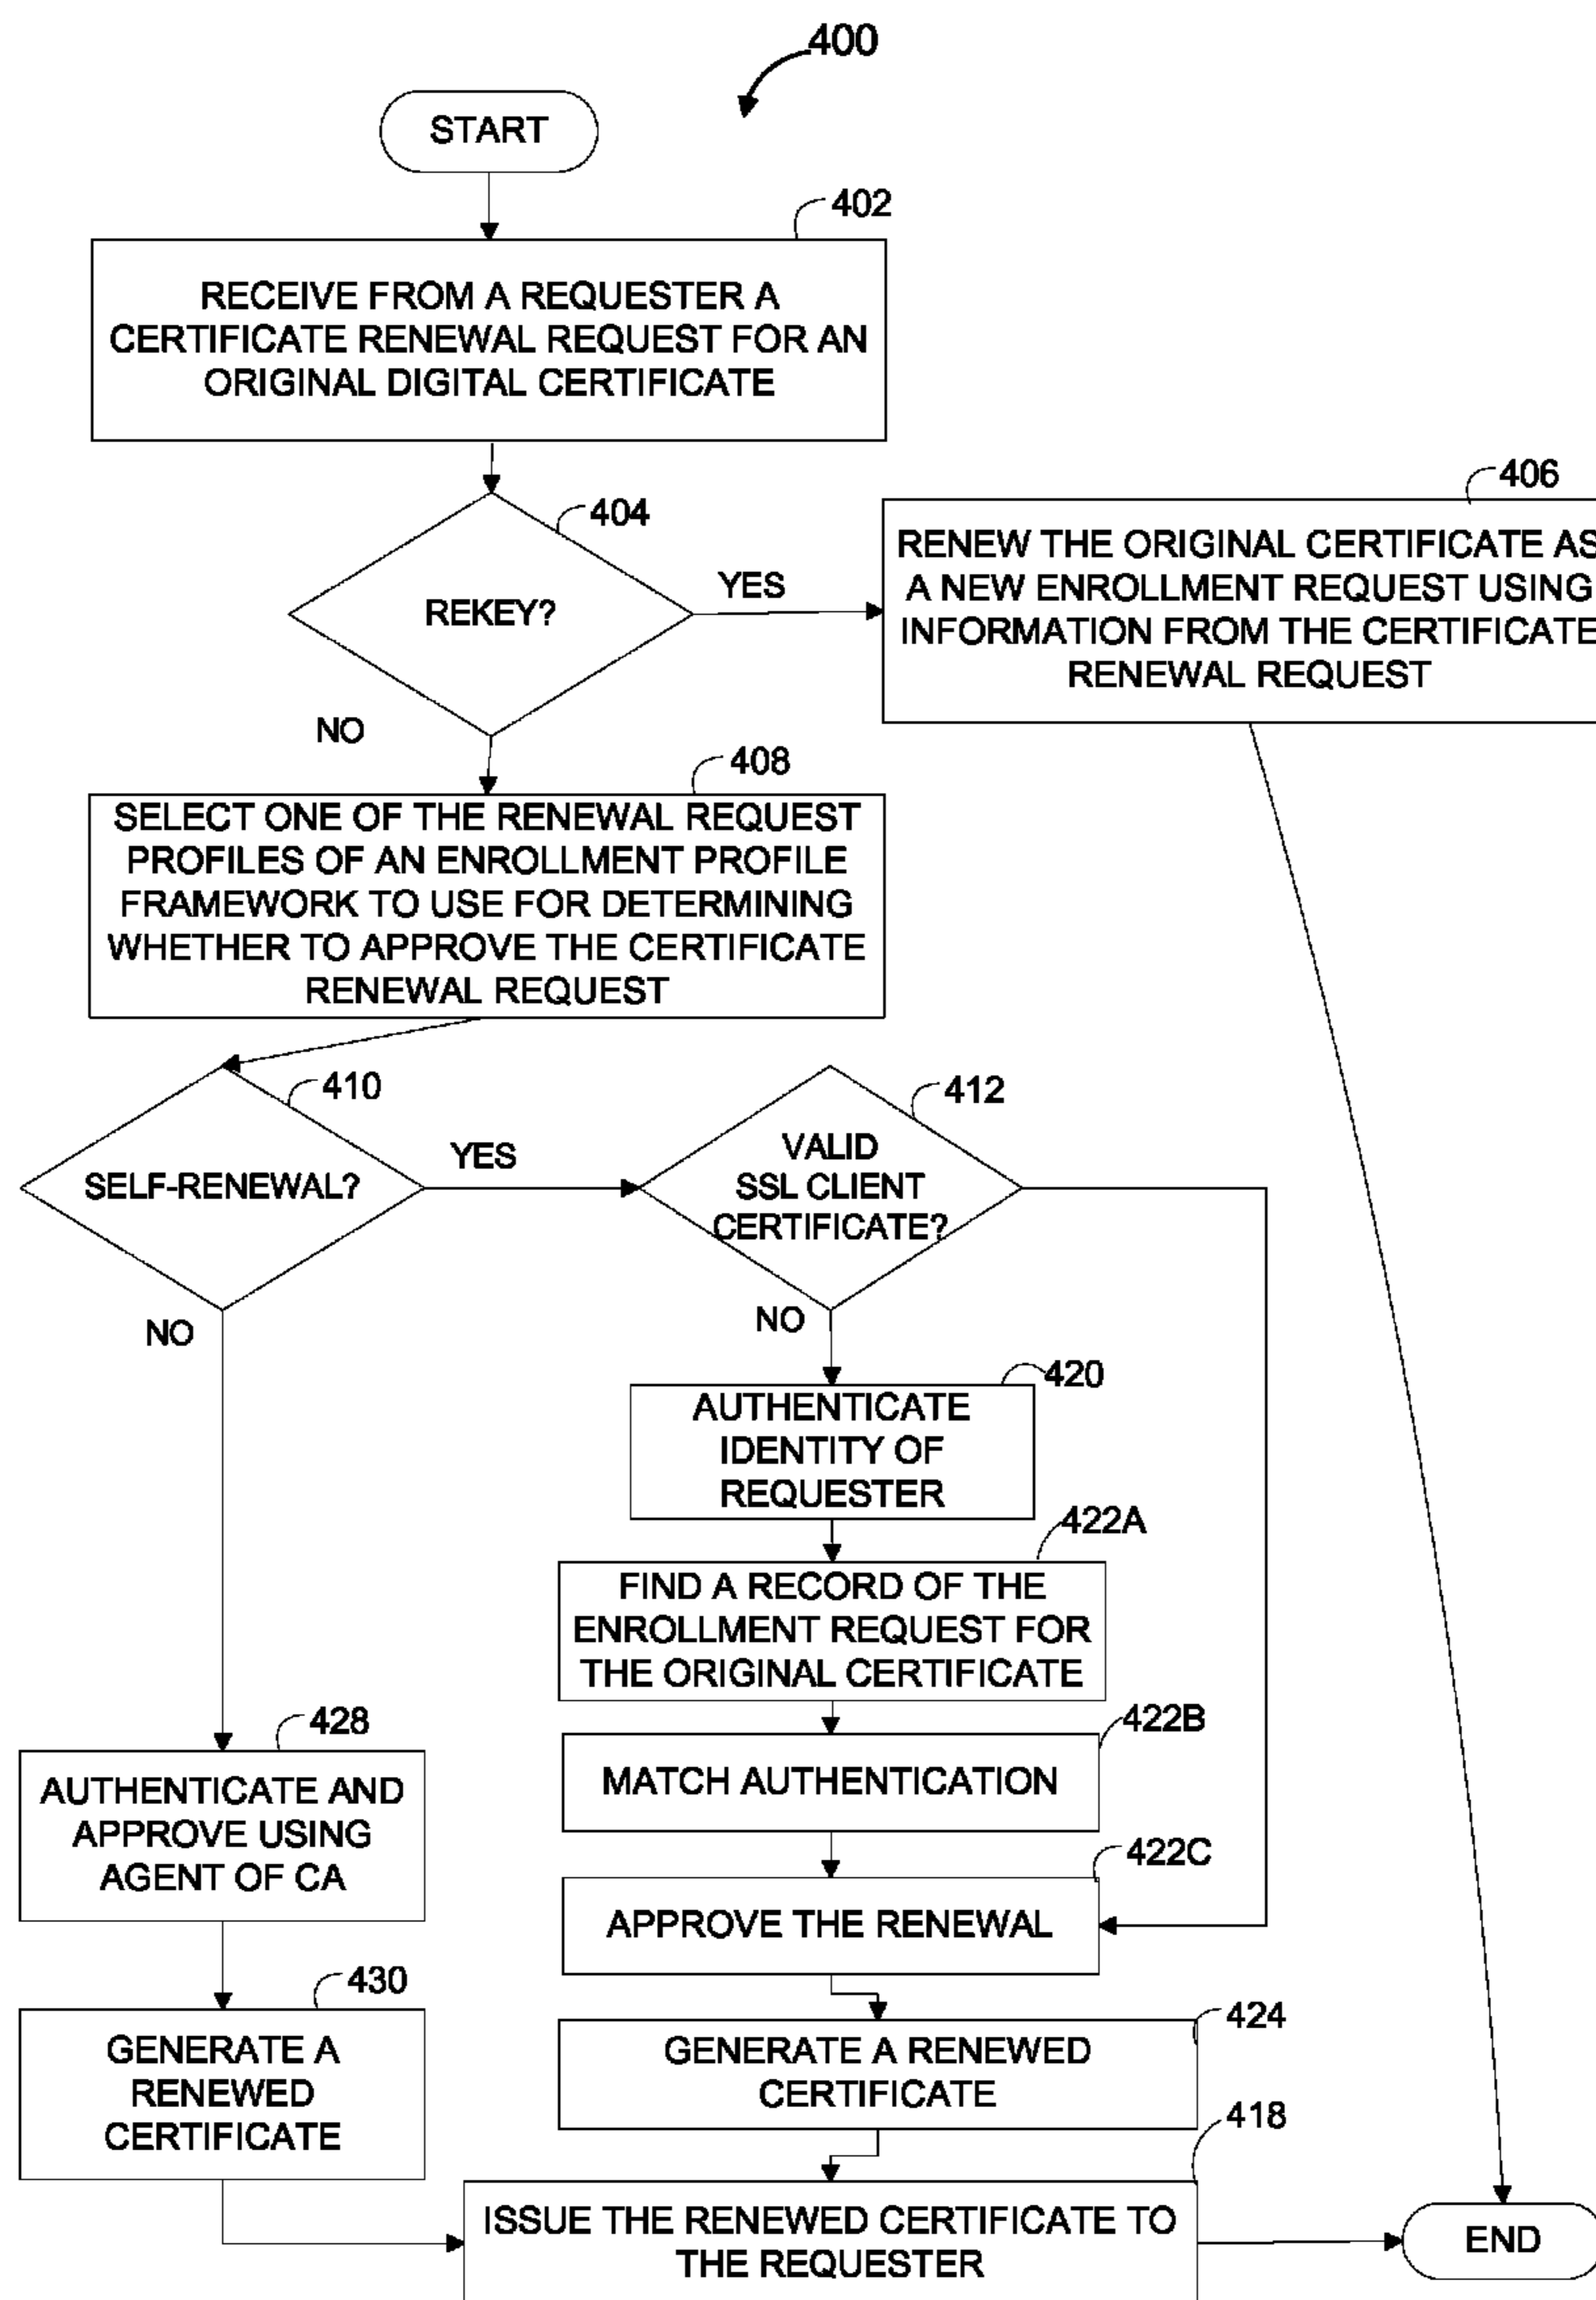 400
START
402
RECEIVE FROM A REQUESTER A
CERTIFICATE RENEWAL REQUEST FOR AN
ORIGINAL DIGITAL CERTIFICATE
404
REKEY?
YES
406
RENEW THE ORIGINAL CERTIFICATE AS
A NEW ENROLLMENT REQUEST USING
INFORMATION FROM THE CERTIFICATE
RENEWAL REQUEST
NO
408
SELECT ONE OF THE RENEWAL REQUEST
PROFILES OF AN ENROLLMENT PROFILE
FRAMEWORK TO USE FOR DETERMINING
WHETHER TO APPROVE THE CERTIFICATE
RENEWAL REQUEST
410
SELF-RENEWAL?
YES
412
VALID
SSL CLIENT
CERTIFICATE?
NO
NO
420
AUTHENTICATE
IDENTITY OF
REQUESTER
422A
FIND A RECORD OF THE
ENROLLMENT REQUEST FOR
THE ORIGINAL CERTIFICATE
422B
MATCH AUTHENTICATION
422C
APPROVE THE RENEWAL
428
AUTHENTICATE AND
APPROVE USING
AGENT OF CA
430
GENERATE A
RENEWED
CERTIFICATE
424
GENERATE A RENEWED
CERTIFICATE
418
ISSUE THE RENEWED CERTIFICATE TO
THE REQUESTER
END